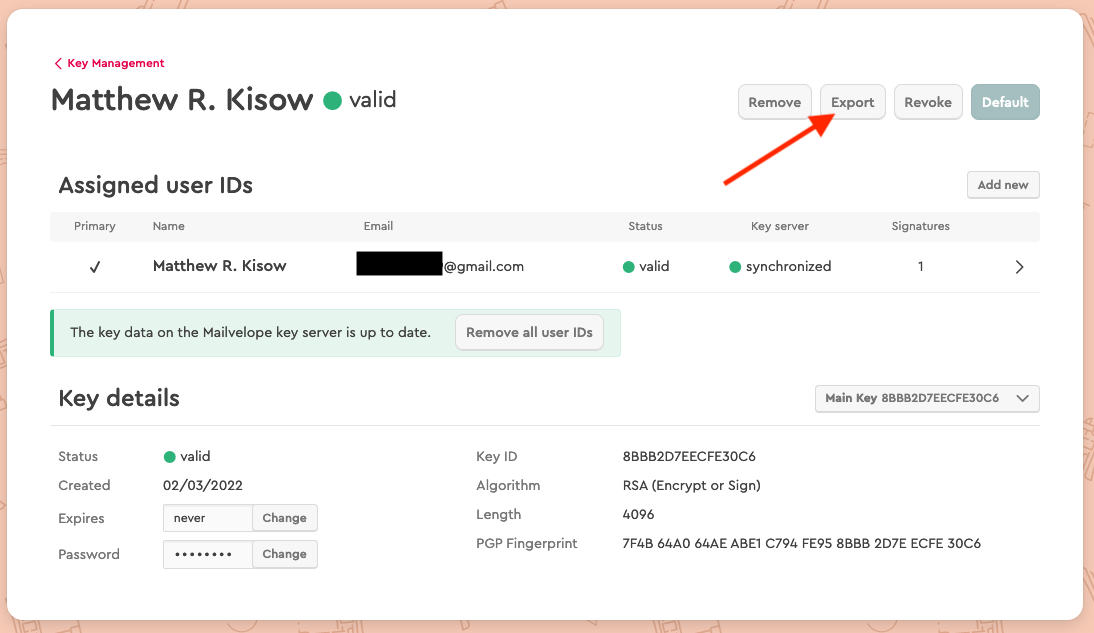 Key Management
Matthew R. Kisow valid
Remove Export Revoke Default
Assigned user IDs
Add new
Primary Name Email Status Key server Signatures
Matthew R. Kisow @gmail.com valid synchronized 1
The key data on the Mailvelope key server is up to date. Remove all user IDs
Key details
Main Key 8BBB2D7EECFE30C6
Status valid Key ID 8BBB2D7EECFE30C6
Created 02/03/2022 Algorithm RSA (Encrypt or Sign)
Expires never Change Length 4096
Password •••••••• Change PGP Fingerprint 7F4B 64A0 64AE ABE1 C794 FE95 8BBB 2D7E ECFE 30C6